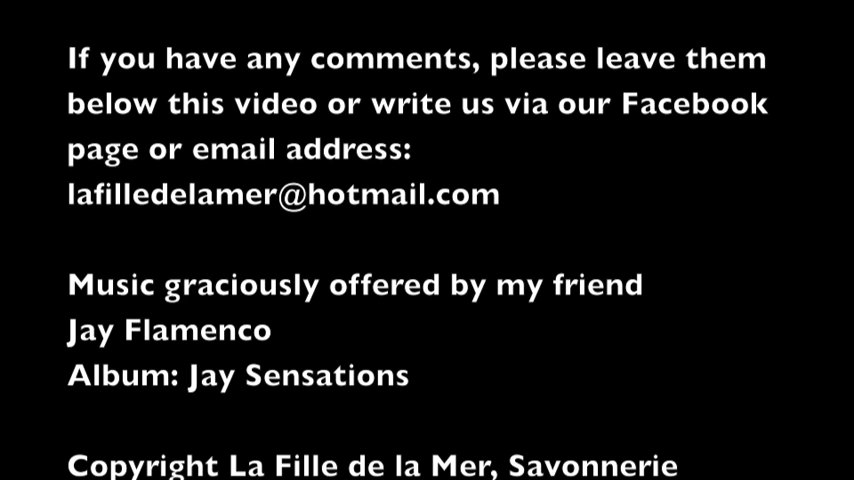 If you have any comments, please leave them
below this video or write us via our Facebook
page or email address:
lafilledelamer@hotmail.com
Music graciously offered by my friend
Jay Flamenco
Album: Jay Sensations
Copyright La Fille de la Mer, Savonnerie